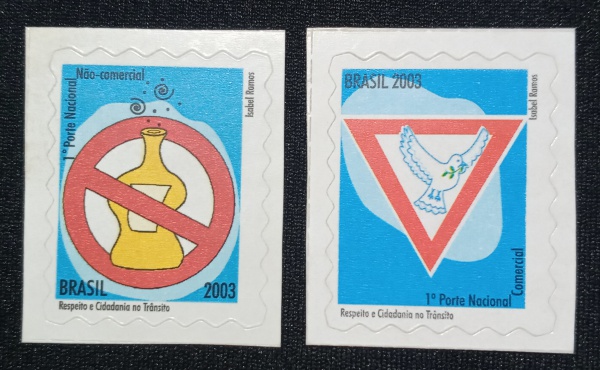 Não-comercial
1º Porte Nacional
Isabel Ramos
BRASIL 2003
Respeito e Cidadania no Trânsito
BRASIL 2003
Isabel Ramos
1º Porte Nacional
Comercial
Respeito e Cidadania no Trânsito